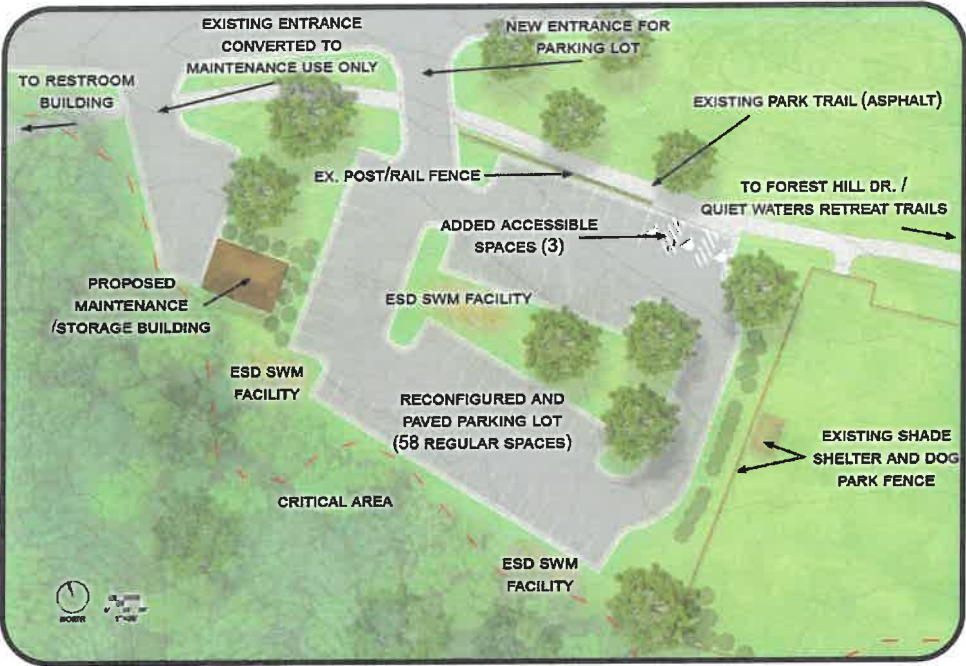 EXISTING ENTRANCE
CONVERTED TO
MAINTENANCE USE ONLY
NEW ENTRANCE FOR
PARKING LOT
TO RESTROOM
BUILDING
EXISTING PARK TRAIL (ASPHALT)
EX. POST/RAIL FENCE
TO FOREST HILL DR. /
QUIET WATERS RETREAT TRAILS
ADDED ACCESSIBLE
SPACES (3)
PROPOSED
MAINTENANCE
/STORAGE BUILDING
ESD SWM FACILITY
ESD SWM
FACILITY
RECONFIGURED AND
PAVED PARKING LOT
(58 REGULAR SPACES)
EXISTING SHADE
SHELTER AND DOG
PARK FENCE
CRITICAL AREA
ESD SWM
FACILITY
NORTH